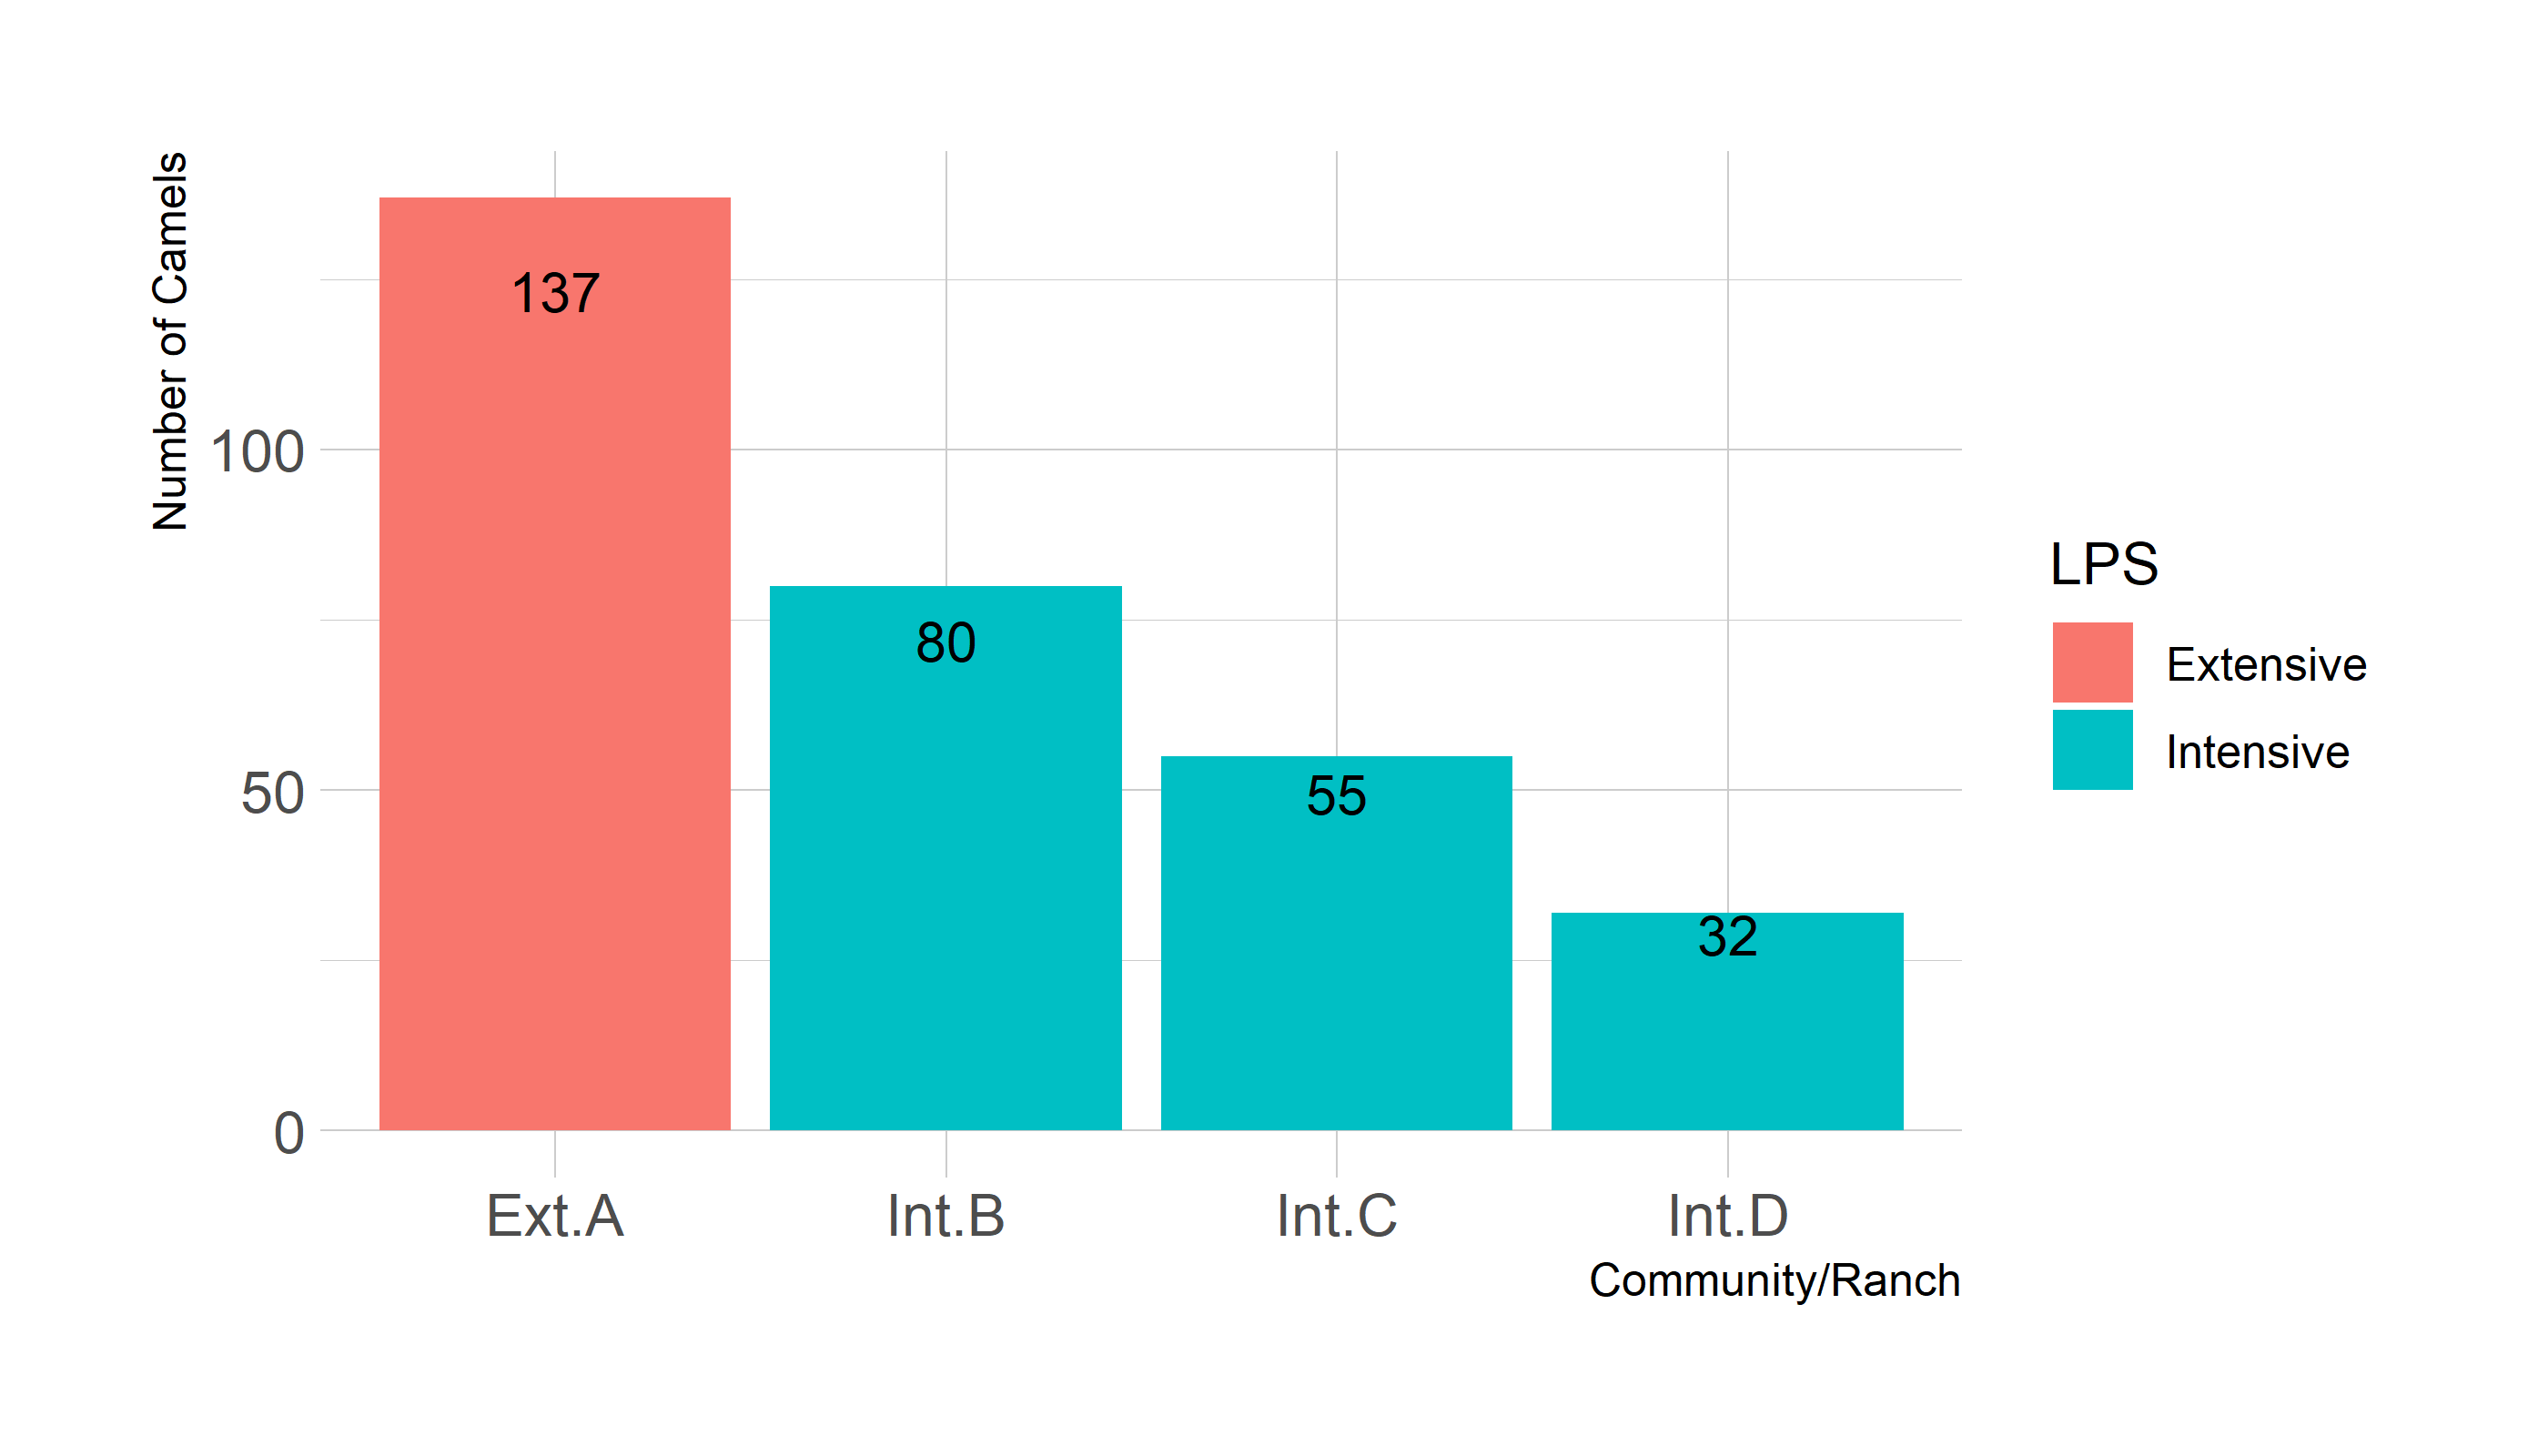 Number of Camels
137
100
80
55
50
32
0
Ext.A
Int.B
Int.C
Int.D
Community/Ranch
LPS
Extensive
Intensive